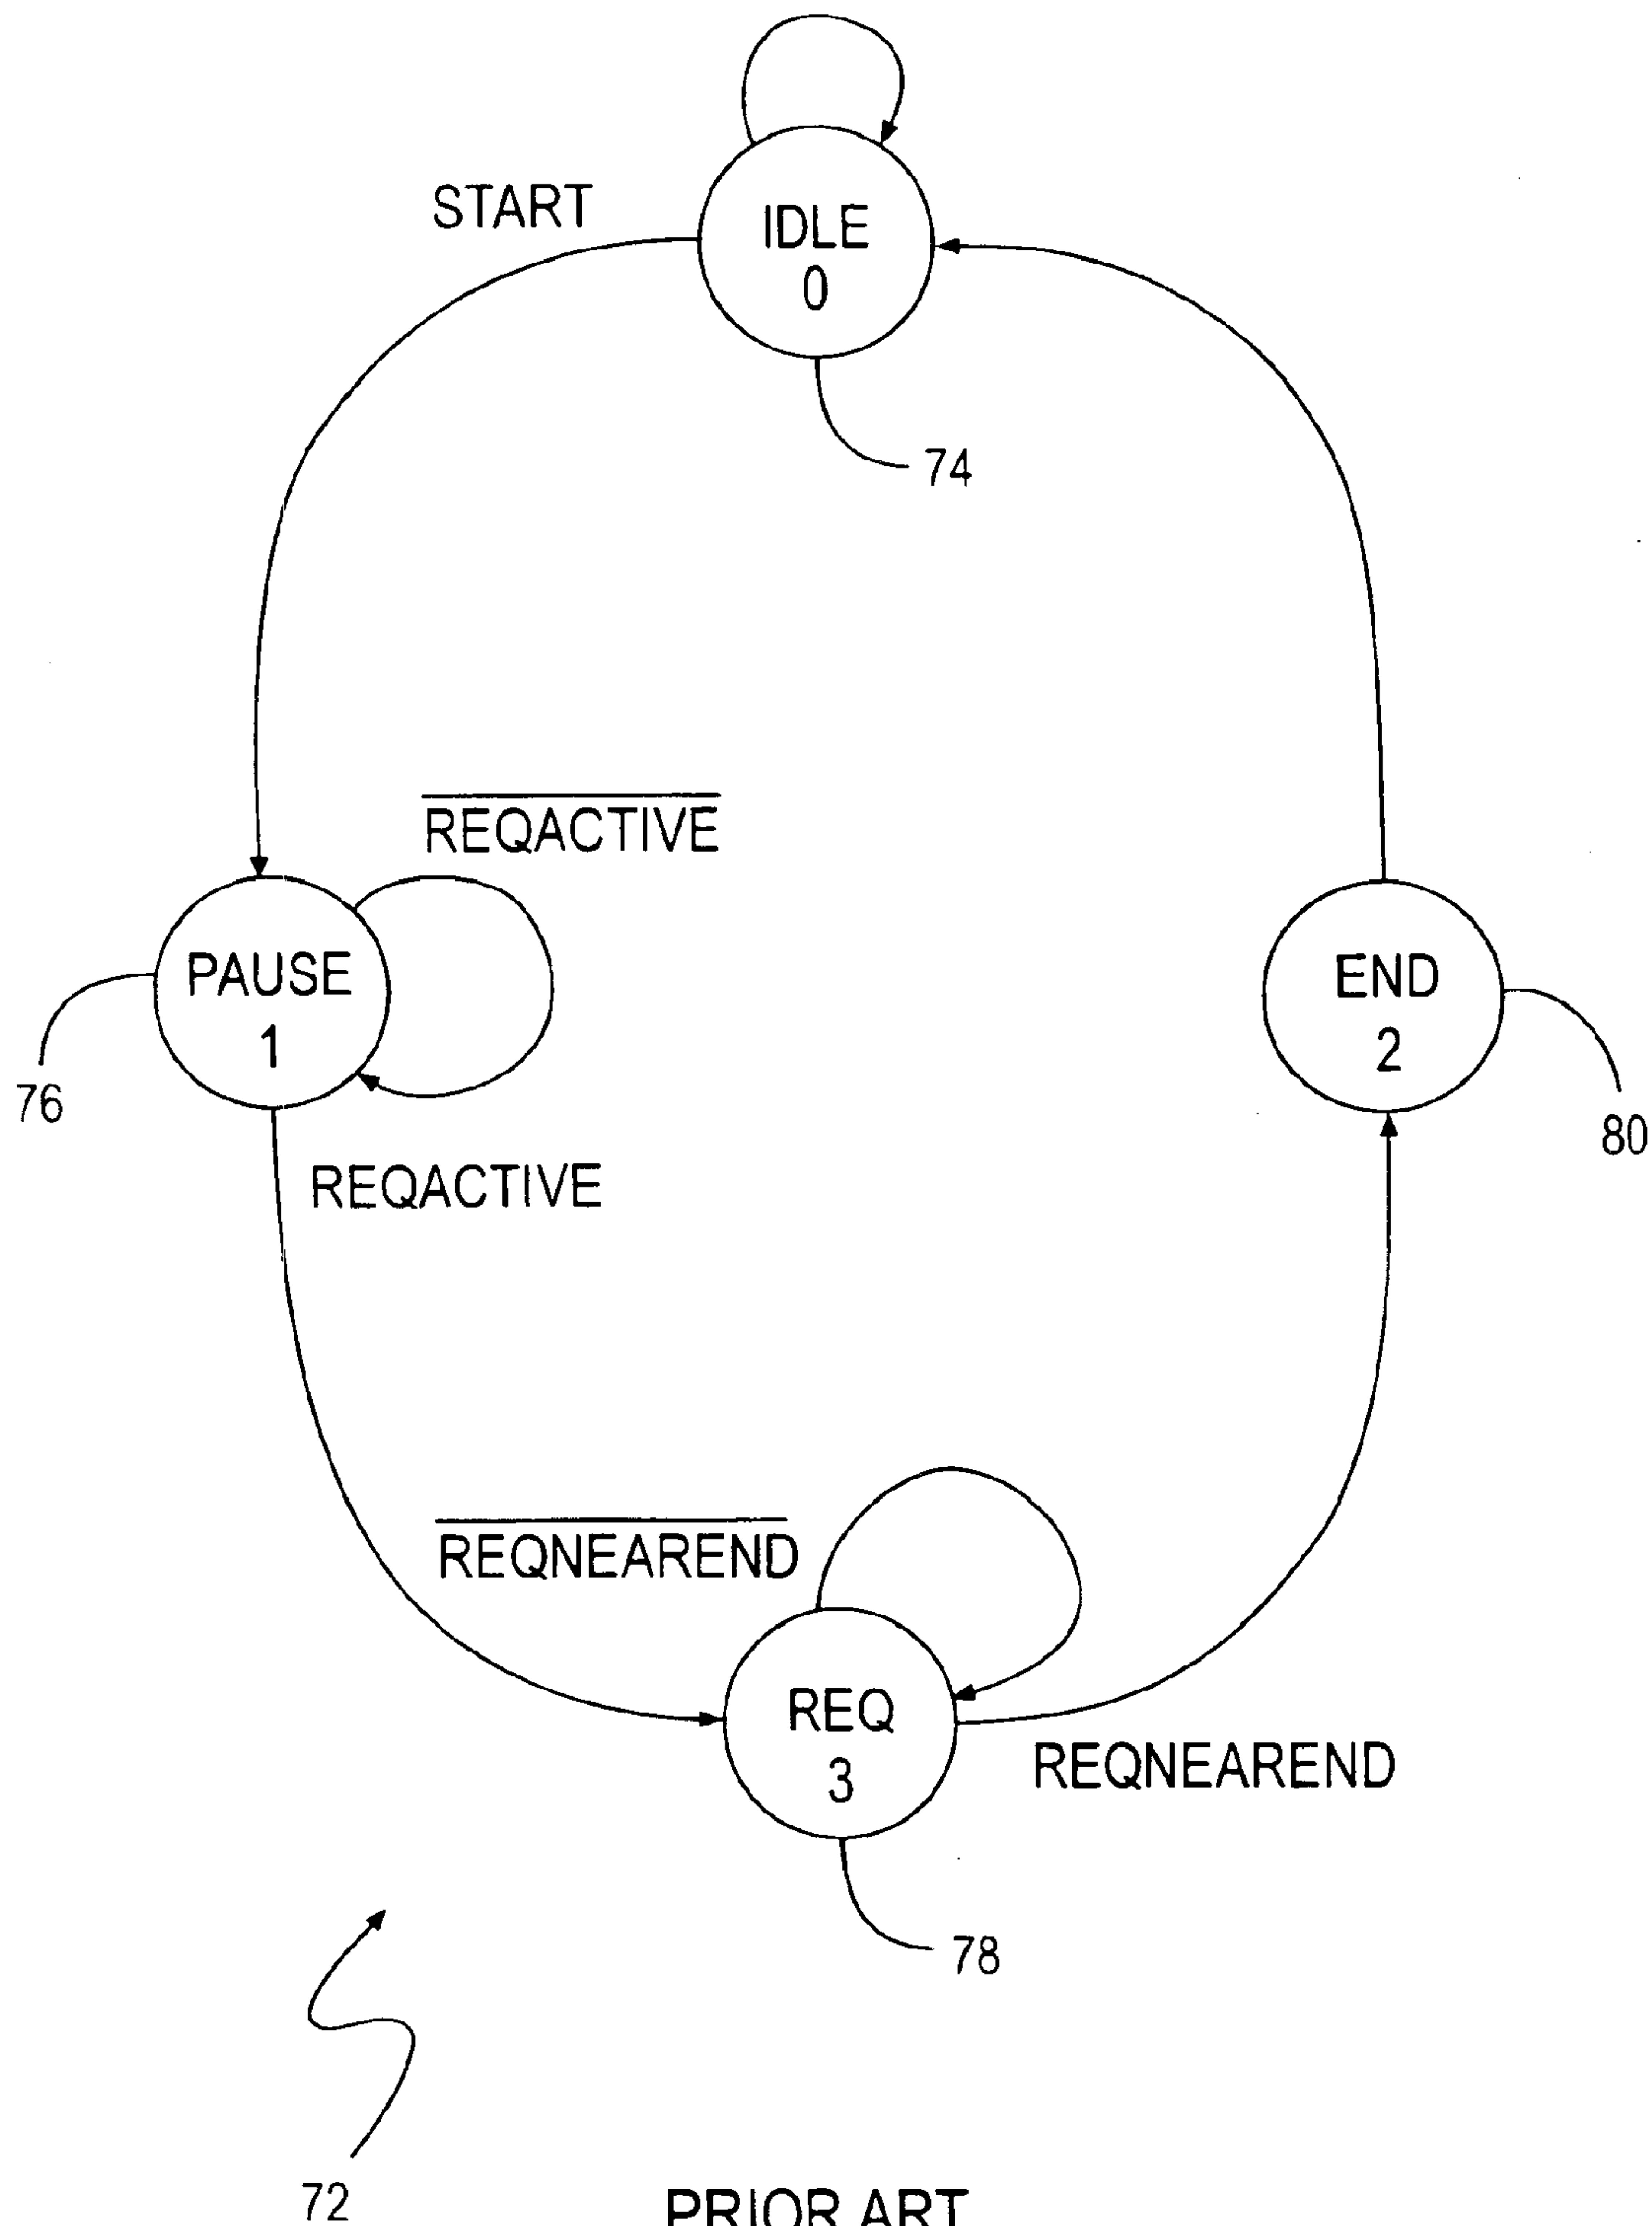 START
IDLE
0
74
REQACTIVE
PAUSE
1
76
END
2
80
REQACTIVE
REQNEAREND
REQ
3
REQNEAREND
78
72
PRIOR ART